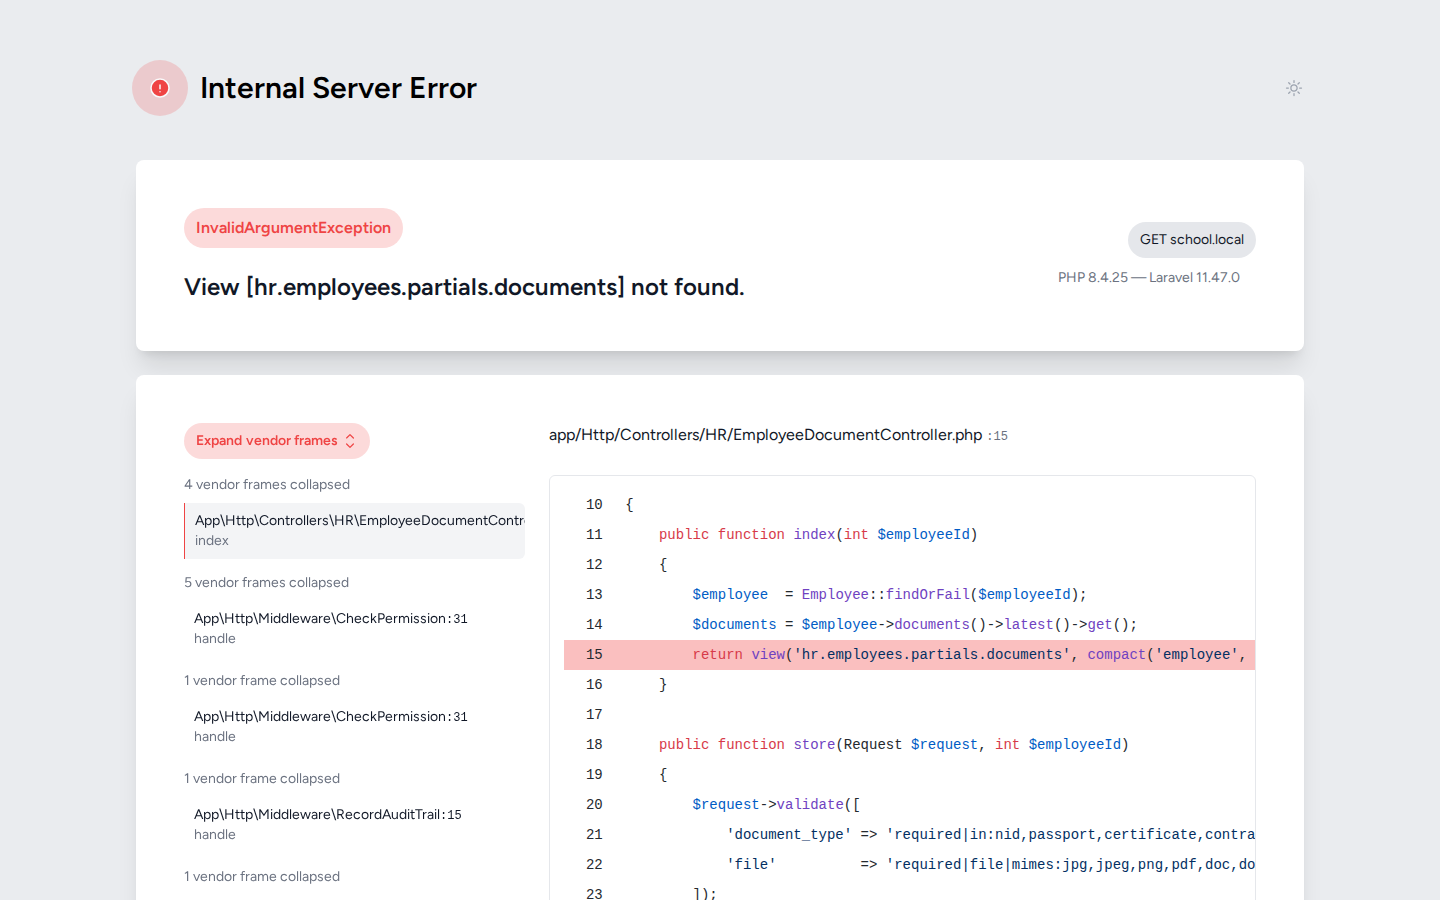 Internal Server Error
InvalidArgumentException
View [hr.employees.partials.documents] not found.
GET school.local
PHP 8.4.25 — Laravel 11.47.0
Expand vendor frames
4 vendor frames collapsed
App\Http\Controllers\HR\EmployeeDocumentContr
index
5 vendor frames collapsed
App\Http\Middleware\CheckPermission:31
handle
1 vendor frame collapsed
App\Http\Middleware\CheckPermission:31
handle
1 vendor frame collapsed
App\Http\Middleware\RecordAuditTrail:15
handle
1 vendor frame collapsed
app/Http/Controllers/HR/EmployeeDocumentController.php :15
10 {
11     public function index(int $employeeId)
12     {
13         $employee  = Employee::findOrFail($employeeId);
14         $documents = $employee->documents()->latest()->get();
15         return view('hr.employees.partials.documents', compact('employee',
16     }
17
18     public function store(Request $request, int $employeeId)
19     {
20         $request->validate([
21             'document_type' => 'required|in:nid,passport,certificate,contra
22             'file'          => 'required|file|mimes:jpg,jpeg,png,pdf,doc,do
23         ]);